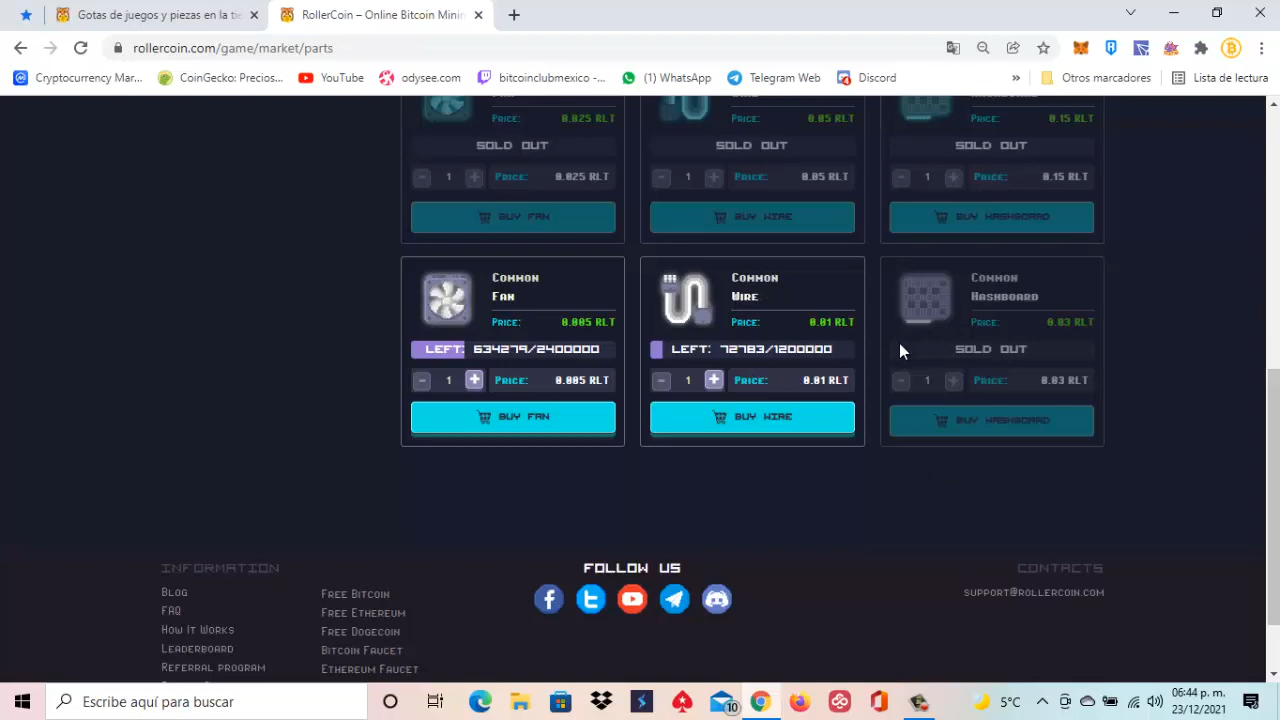 Gotas de juegos y piezas en la tie
RollerCoin – Online Bitcoin Minin
rollercoin.com/game/market/parts
Cryptocurrency Mar...
CoinGecko: Precios...
YouTube
odysee.com
bitcoinclubmexico -...
(1) WhatsApp
Telegram Web
Discord
»
Otros marcadores
Lista de lectura
PRICE: 0.025 RLT
PRICE: 0.05 RLT
PRICE: 0.15 RLT
SOLD OUT
SOLD OUT
SOLD OUT
- 1 + PRICE: 0.025 RLT
- 1 + PRICE: 0.05 RLT
- 1 + PRICE: 0.15 RLT
BUY FAN
BUY WIRE
BUY HASHBOARD
COMMON
FAN
PRICE: 0.005 RLT
LEFT: 634279/2400000
- 1 + PRICE: 0.005 RLT
BUY FAN
COMMON
WIRE
PRICE: 0.01 RLT
LEFT: 72783/1200000
- 1 + PRICE: 0.01 RLT
BUY WIRE
COMMON
HASHBOARD
PRICE: 0.03 RLT
SOLD OUT
- 1 + PRICE: 0.03 RLT
BUY HASHBOARD
INFORMATION
BLOG
FAQ
HOW IT WORKS
LEADERBOARD
REFERRAL PROGRAM
FREE BITCOIN
FREE ETHEREUM
FREE DOGECOIN
BITCOIN FAUCET
ETHEREUM FAUCET
FOLLOW US
CONTACTS
SUPPORT@ROLLERCOIN.COM
Escribe aquí para buscar
10
5°C
06:44 p. m.
23/12/2021